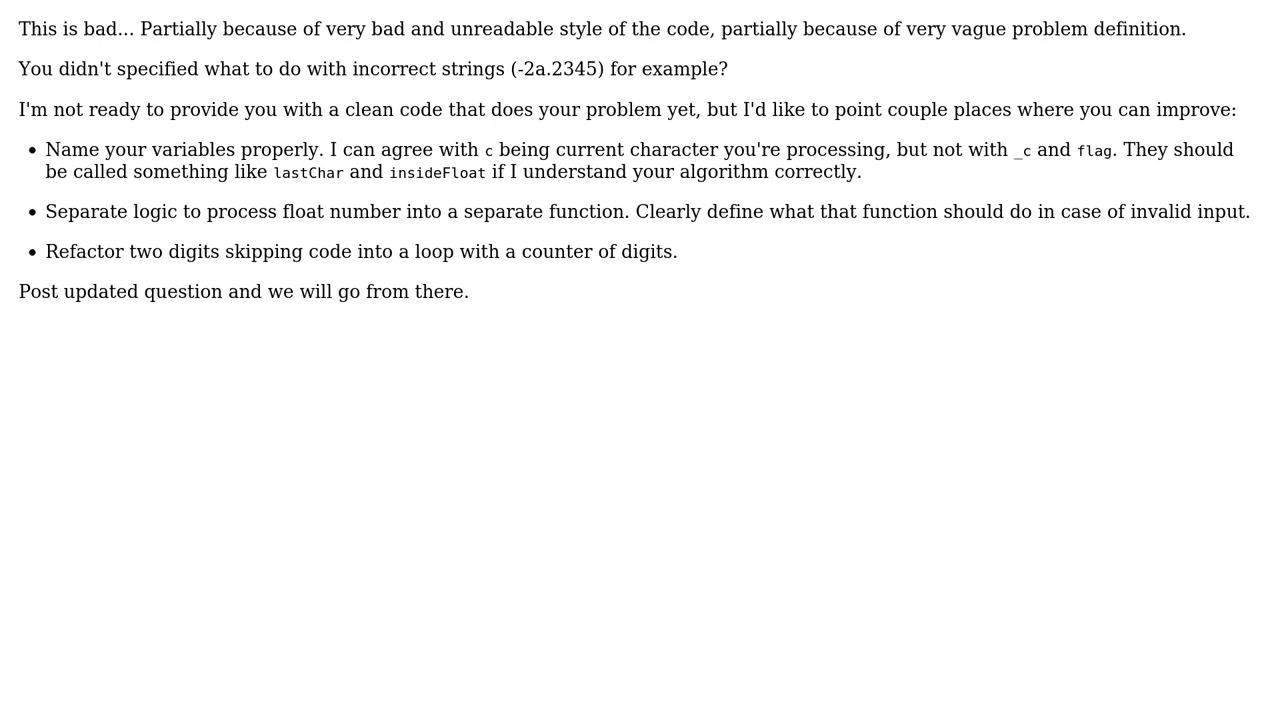 This is bad... Partially because of very bad and unreadable style of the code, partially because of very vague problem definition.
You didn't specified what to do with incorrect strings (-2a.2345) for example?
I'm not ready to provide you with a clean code that does your problem yet, but I'd like to point couple places where you can improve:
• Name your variables properly. I can agree with c being current character you're processing, but not with _c and flag. They should
be called something like lastChar and insideFloat if I understand your algorithm correctly.
• Separate logic to process float number into a separate function. Clearly define what that function should do in case of invalid input.
• Refactor two digits skipping code into a loop with a counter of digits.
Post updated question and we will go from there.